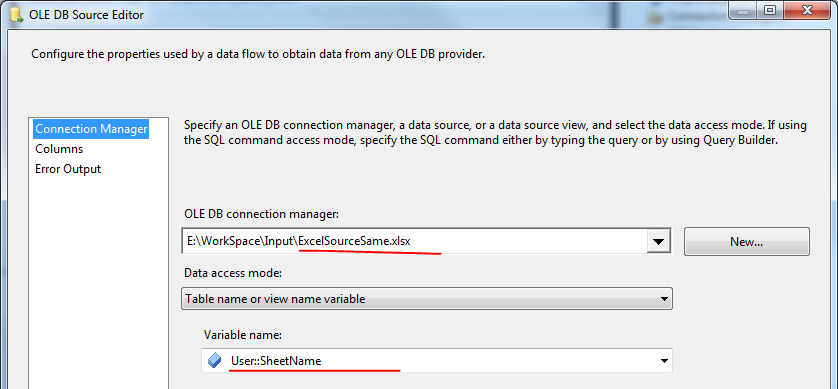 OLE DB Source Editor
Configure the properties used by a data flow to obtain data from any OLE DB provider.
Connection Manager
Columns
Error Output
Specify an OLE DB connection manager, a data source, or a data source view, and select the data access mode. If using
the SQL command access mode, specify the SQL command either by typing the query or by using Query Builder.
OLE DB connection manager:
E:\WorkSpace\Input\ExcelSourceSame.xlsx
New...
Data access mode:
Table name or view name variable
Variable name:
User::SheetName